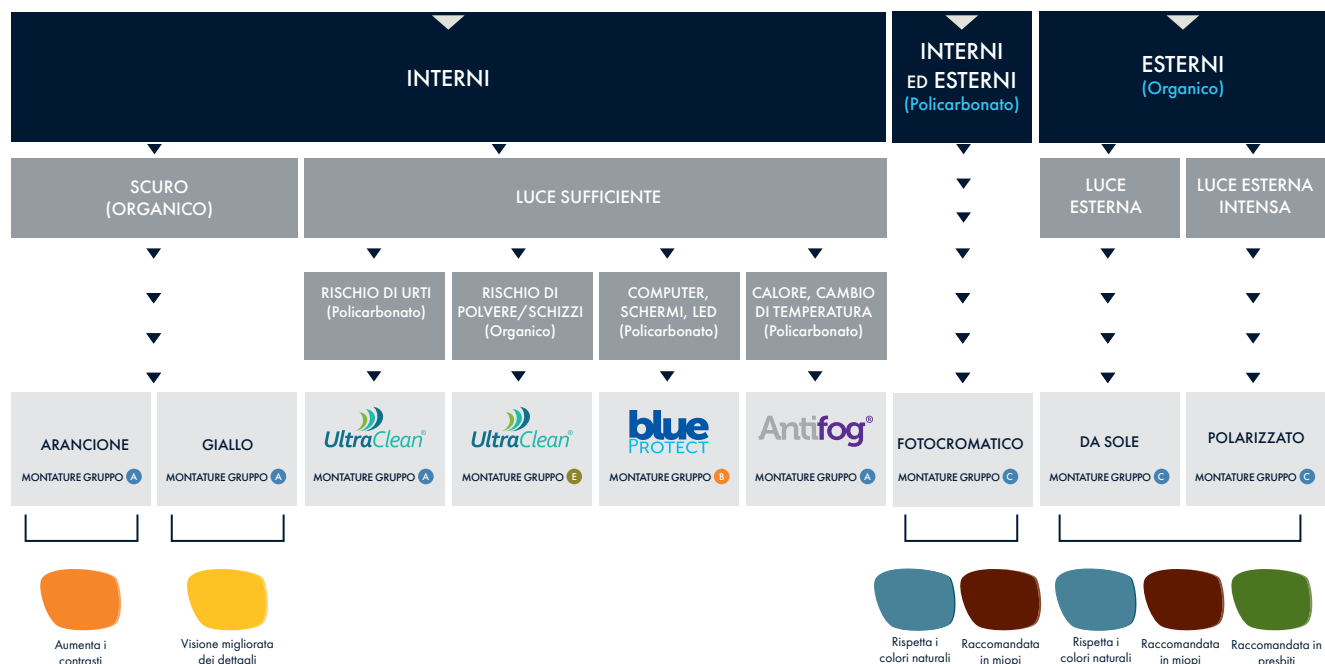 INTERNI
INTERNI
ED ESTERNI
(Policarbonato)
ESTERNI
(Organico)
SCURO
(ORGANICO)
LUCE SUFFICIENTE
LUCE
ESTERNA
LUCE ESTERNA
INTENSA
RISCHIO DI URTI
(Policarbonato)
RISCHIO DI
POLVERE/SCHIZZI
(Organico)
COMPUTER,
SCHERMI, LED
(Policarbonato)
CALORE, CAMBIO
DI TEMPERATURA
(Policarbonato)
ARANCIONE
MONTATURE GRUPPO A
GIALLO
MONTATURE GRUPPO A
UltraClean®
MONTATURE GRUPPO A
UltraClean®
MONTATURE GRUPPO E
blue
PROTECT
MONTATURE GRUPPO B
Antifog®
MONTATURE GRUPPO A
FOTOCROMATICO
MONTATURE GRUPPO C
DA SOLE
MONTATURE GRUPPO C
POLARIZZATO
MONTATURE GRUPPO C
Aumenta i
contrasti
Visione migliorata
dei dettagli
Rispetta i
colori naturali
Raccomandata
in miopi
Rispetta i
colori naturali
Raccomandata
in miopi
Raccomandata in
presbiti